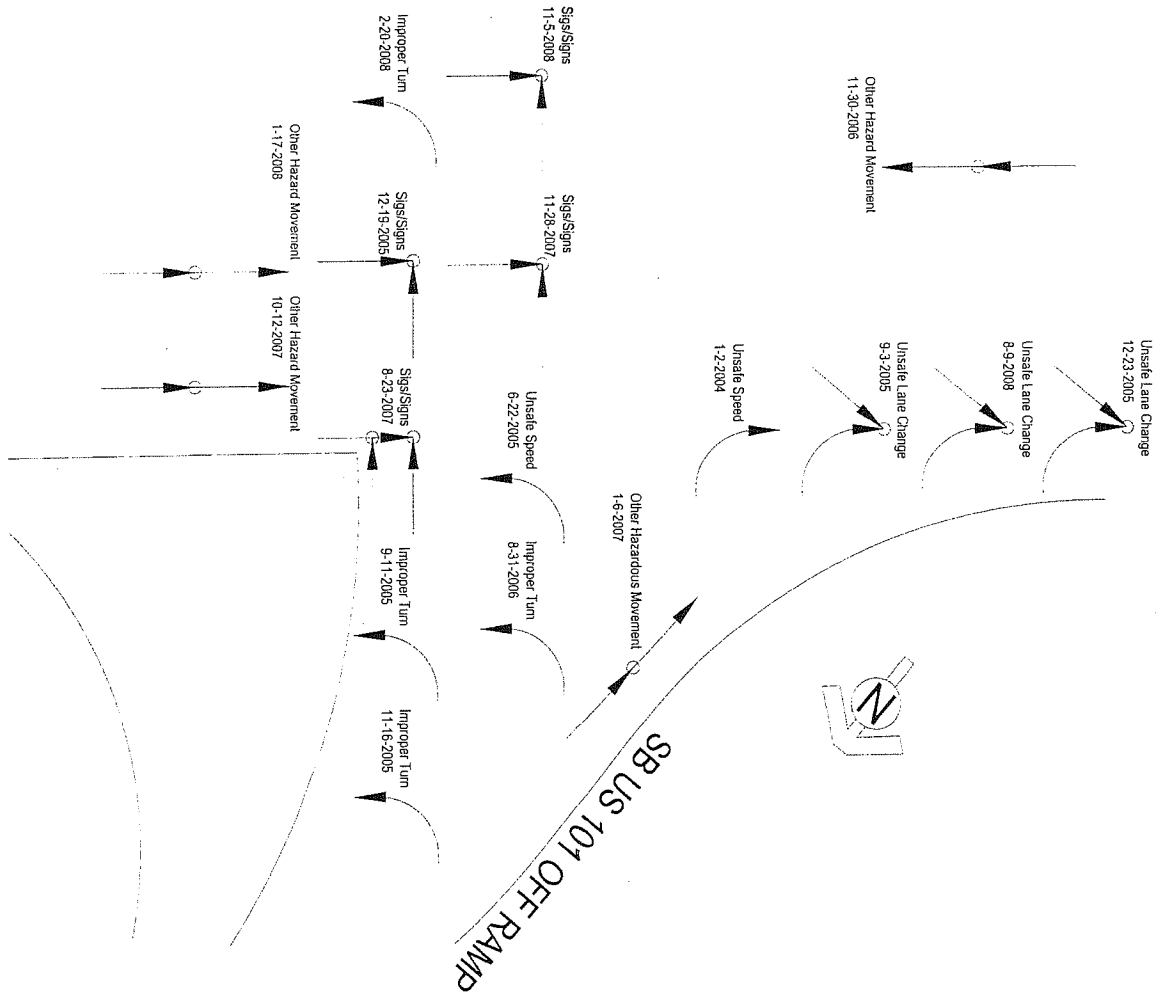 Sigs/Signs
11-5-2008
Improper Turn
2-20-2008
Other Hazard Movement
11-30-2006
Other Hazard Movement
1-17-2008
Sigs/Signs
12-19-2005
Sigs/Signs
11-28-2007
Other Hazard Movement
10-12-2007
Sigs/Signs
8-23-2007
Unsafe Speed
6-22-2005
Unsafe Speed
1-2-2004
Unsafe Lane Change
9-3-2005
Unsafe Lane Change
8-9-2008
Unsafe Lane Change
12-23-2005
Other Hazardous Movement
1-6-2007
Improper Turn
9-11-2005
Improper Turn
8-31-2006
Improper Turn
11-16-2005
SB US 101 OFF RAMP
N